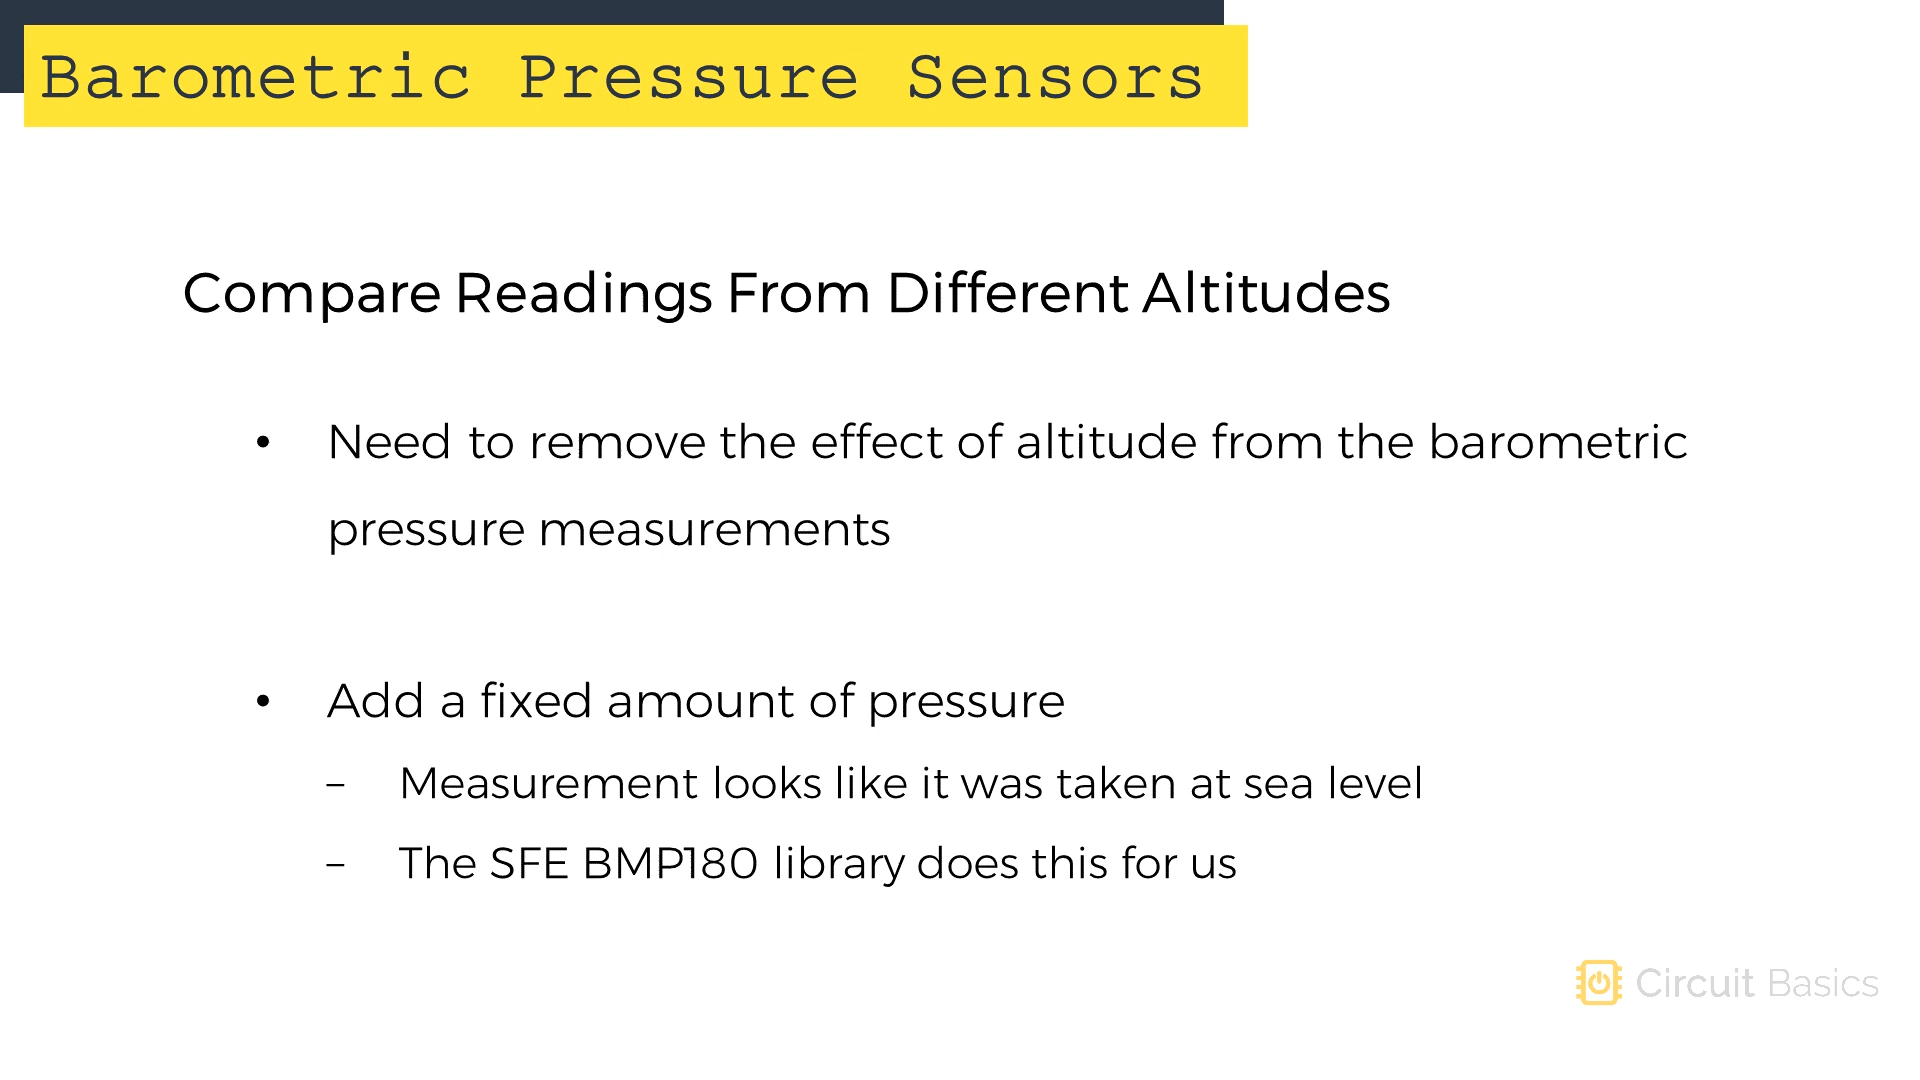 Barometric Pressure Sensors
Compare Readings From Different Altitudes
• Need to remove the effect of altitude from the barometric
pressure measurements
• Add a fixed amount of pressure
– Measurement looks like it was taken at sea level
– The SFE BMP180 library does this for us
Circuit Basics